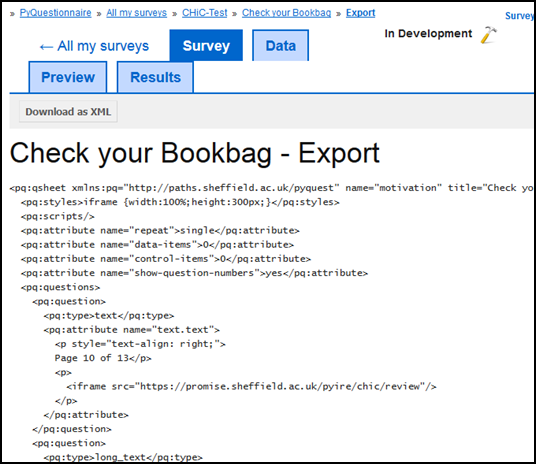 » PyQuestionnaire » All my surveys » CHiC-Test » Check your Bookbag » Export
Survey
In Development
← All my surveys Survey Data
Preview Results
Download as XML
Check your Bookbag - Export
<pq:qsheet xmlns:pq="http://paths.sheffield.ac.uk/pyquest" name="motivation" title="Check yo
<pq:styles>iframe {width:100%;height:300px;}</pq:styles>
<pq:scripts/>
<pq:attribute name="repeat">single</pq:attribute>
<pq:attribute name="data-items">0</pq:attribute>
<pq:attribute name="control-items">0</pq:attribute>
<pq:attribute name="show-question-numbers">yes</pq:attribute>
<pq:questions>
<pq:question>
<pq:type>text</pq:type>
<pq:attribute name="text.text">
<p style="text-align: right;">
Page 10 of 13</p>
<p>
<iframe src="https://promise.sheffield.ac.uk/pyire/chic/review"/>
</p>
</pq:attribute>
</pq:question>
<pq:question>
<pq:type>long_text</pq:type>